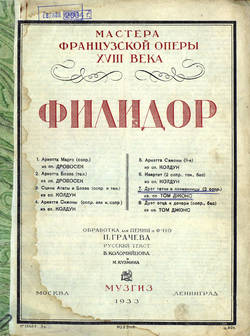 МАСТЕРА
ФРАНЦУЗСКОЙ ОПЕРЫ
XVIII ВЕКА
ФИЛИДОР
1. Ариетта Марго (сопр.)
из оп. ДРОВОСЕК
2. Ариетта Блеза (тен.)
из оп. ДРОВОСЕК
3. Сцена Агаты и Блеза (сопр. и тен.)
из оп. КОЛДУН
4. Ариетта Симоны (сопр. или м. сопр.)
из оп. КОЛДУН
5. Ариетта Симоны (II-я)
из оп. КОЛДУН
6. Квартет (2 сопр. тен., бас)
из оп. КОЛДУН
7. Дуэт тетки и племянницы (2 сопр.)
из оп. ТОМ ДЖОНС
8. Дуэт отца и дочери (сопр., бас)
из оп. ТОМ ДЖОНС
ОБРАБОТКА для ПЕНИЯ и Ф-ПО
П. ГРАЧЕВА
РУССКИЙ ТЕКСТ
В. КОЛОМИЙЦОВА
и
М. КУЗМИНА
МОСКВА
МУЗГИЗ
ЛЕНИНГРАД
1933